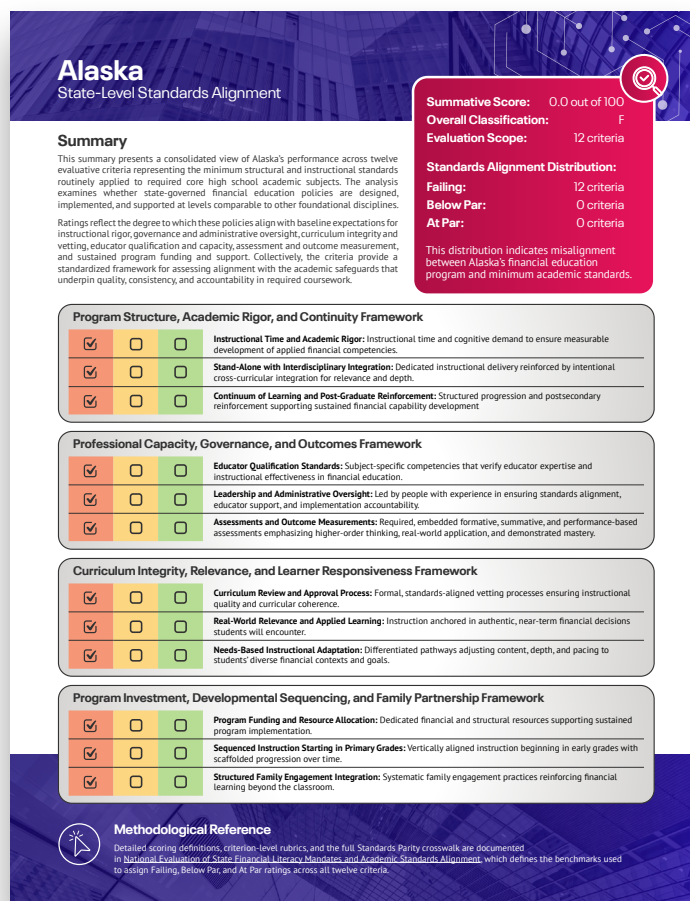 Alaska
State-Level Standards Alignment
Summative Score: 0.0 out of 100
Overall Classification: F
Evaluation Scope: 12 criteria
Standards Alignment Distribution:
Failing: 12 criteria
Below Par: 0 criteria
At Par: 0 criteria
This distribution indicates misalignment
between Alaska's financial education
program and minimum academic standards.
Summary
This summary presents a consolidated view of Alaska's performance across twelve
evaluative criteria representing the minimum structural and instructional standards
routinely applied to required core high school academic subjects. The analysis
examines whether state-governed financial education policies are designed,
implemented, and supported at levels comparable to other foundational disciplines.
Ratings reflect the degree to which these policies align with baseline expectations for
instructional rigor, governance and administrative oversight, curriculum integrity and
vetting, educator qualification and capacity, assessment and outcome measurement,
and sustained program funding and support. Collectively, the criteria provide a
standardized framework for assessing alignment with the academic safeguards that
underpin quality, consistency, and accountability in required coursework.
Program Structure, Academic Rigor, and Continuity Framework
Instructional Time and Academic Rigor: Instructional time and cognitive demand to ensure measurable
development of applied financial competencies.
Stand-Alone with Interdisciplinary Integration: Dedicated instructional delivery reinforced by intentional
cross-curricular integration for relevance and depth.
Continuum of Learning and Post-Graduate Reinforcement: Structured progression and postsecondary
reinforcement supporting sustained financial capability development
Professional Capacity, Governance, and Outcomes Framework
Educator Qualification Standards: Subject-specific competencies that verify educator expertise and
instructional effectiveness in financial education.
Leadership and Administrative Oversight: Led by people with experience in ensuring standards alignment,
educator support, and implementation accountability.
Assessments and Outcome Measurements: Required, embedded formative, summative, and performance-based
assessments emphasizing higher-order thinking, real-world application, and demonstrated mastery.
Curriculum Integrity, Relevance, and Learner Responsiveness Framework
Curriculum Review and Approval Process: Formal, standards-aligned vetting processes ensuring instructional
quality and curricular coherence.
Real-World Relevance and Applied Learning: Instruction anchored in authentic, near-term financial decisions
students will encounter.
Needs-Based Instructional Adaptation: Differentiated pathways adjusting content, depth, and pacing to
students' diverse financial contexts and goals.
Program Investment, Developmental Sequencing, and Family Partnership Framework
Program Funding and Resource Allocation: Dedicated financial and structural resources supporting sustained
program implementation.
Sequenced Instruction Starting in Primary Grades: Vertically aligned instruction beginning in early grades with
scaffolded progression over time.
Structured Family Engagement Integration: Systematic family engagement practices reinforcing financial
learning beyond the classroom.
Methodological Reference
Detailed scoring definitions, criterion-level rubrics, and the full Standards Parity crosswalk are documented
in National Evaluation of State Financial Literacy Mandates and Academic Standards Alignment, which defines the benchmarks used
to assign Failing, Below Par, and At Par ratings across all twelve criteria.